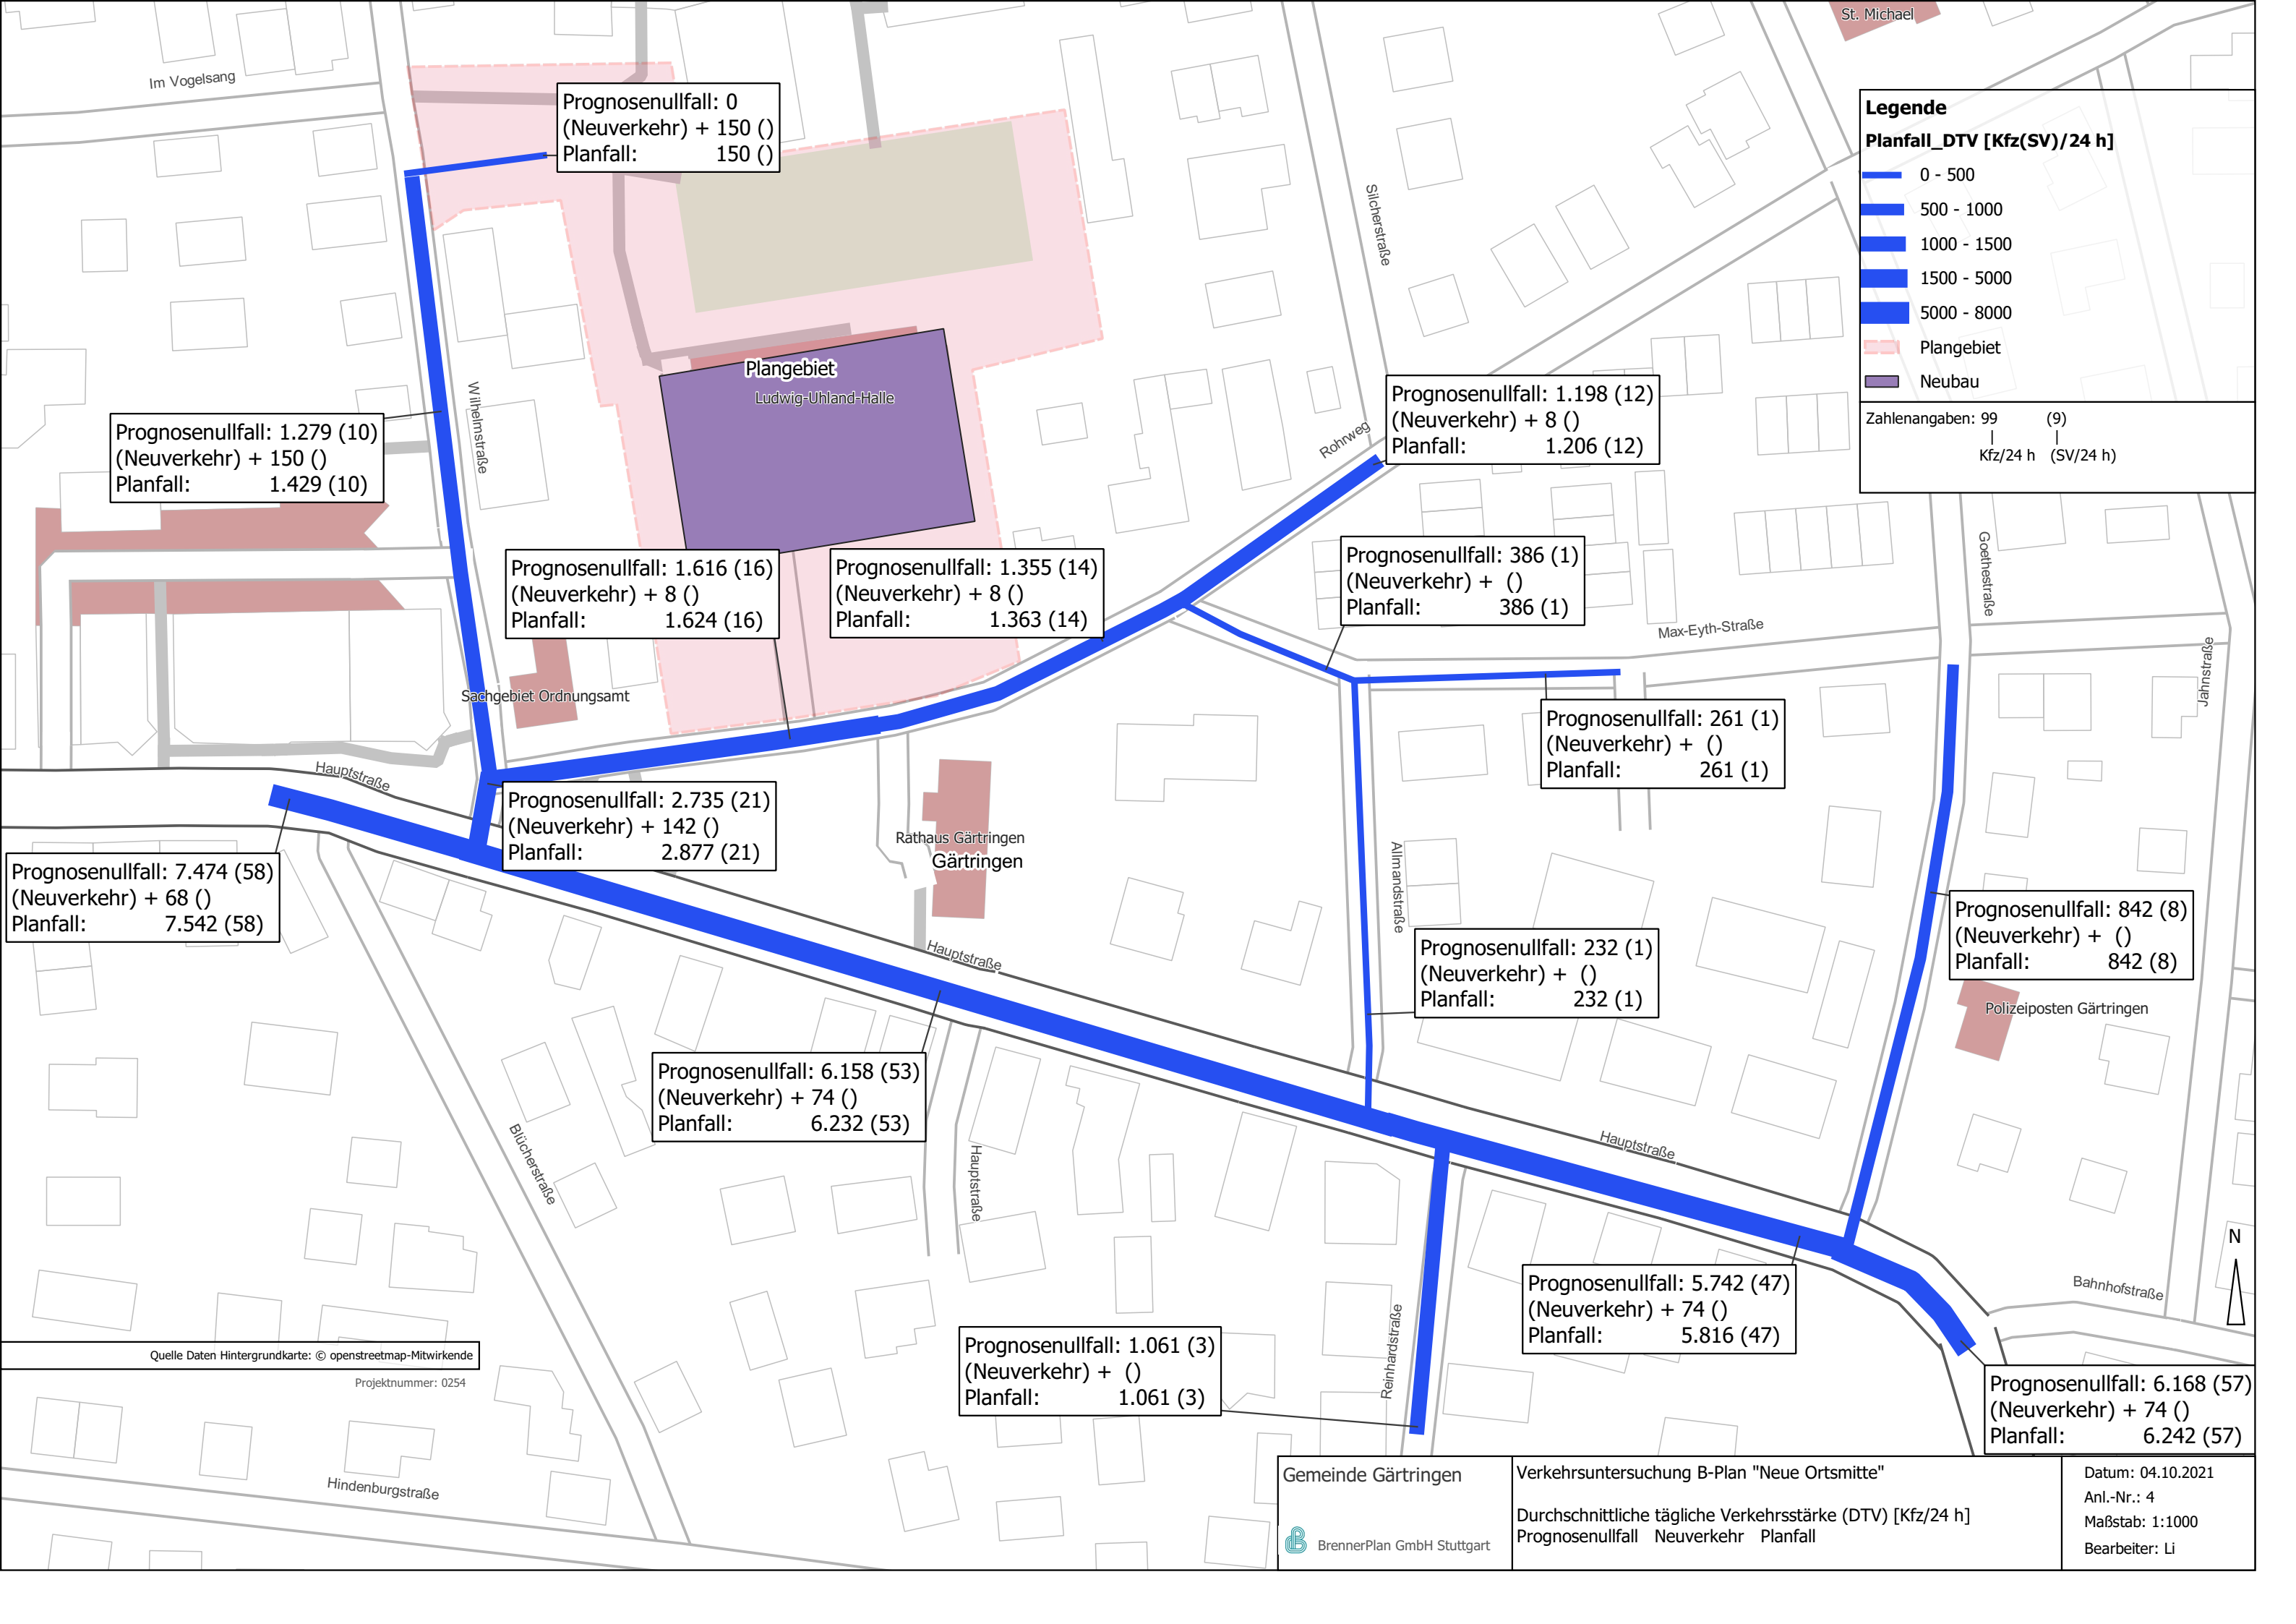 St. Michael
Im Vogelsang
Prognosenullfall: 0
(Neuverkehr) + 150 ()
Planfall: 150 ()
Legende
Planfall_DTV [Kfz(SV)/24 h]
0 - 500
500 - 1000
1000 - 1500
1500 - 5000
5000 - 8000
Plangebiet
Neubau
Zahlenangaben: 99 (9)
Kfz/24 h (SV/24 h)
Silcherstraße
Plangebiet
Ludwig-Uhland-Halle
Wilhelmstraße
Prognosenullfall: 1.279 (10)
(Neuverkehr) + 150 ()
Planfall: 1.429 (10)
Rohrweg
Prognosenullfall: 1.198 (12)
(Neuverkehr) + 8 ()
Planfall: 1.206 (12)
Prognosenullfall: 1.616 (16)
(Neuverkehr) + 8 ()
Planfall: 1.624 (16)
Prognosenullfall: 1.355 (14)
(Neuverkehr) + 8 ()
Planfall: 1.363 (14)
Prognosenullfall: 386 (1)
(Neuverkehr) + ()
Planfall: 386 (1)
Goethestraße
Max-Eyth-Straße
Jahnstraße
Sachgebiet Ordnungsamt
Prognosenullfall: 261 (1)
(Neuverkehr) + ()
Planfall: 261 (1)
Hauptstraße
Prognosenullfall: 2.735 (21)
(Neuverkehr) + 142 ()
Planfall: 2.877 (21)
Rathaus Gärtringen
Gärtringen
Allmandstraße
Prognosenullfall: 7.474 (58)
(Neuverkehr) + 68 ()
Planfall: 7.542 (58)
Prognosenullfall: 842 (8)
(Neuverkehr) + ()
Planfall: 842 (8)
Hauptstraße
Prognosenullfall: 232 (1)
(Neuverkehr) + ()
Planfall: 232 (1)
Polizeiposten Gärtringen
Prognosenullfall: 6.158 (53)
(Neuverkehr) + 74 ()
Planfall: 6.232 (53)
Blücherstraße
Hauptstraße
Hauptstraße
N
Prognosenullfall: 5.742 (47)
(Neuverkehr) + 74 ()
Planfall: 5.816 (47)
Bahnhofstraße
Reinhardstraße
Prognosenullfall: 1.061 (3)
(Neuverkehr) + ()
Planfall: 1.061 (3)
Quelle Daten Hintergrundkarte: © openstreetmap-Mitwirkende
Projektnummer: 0254
Prognosenullfall: 6.168 (57)
(Neuverkehr) + 74 ()
Planfall: 6.242 (57)
Hindenburgstraße
Gemeinde Gärtringen
BrennerPlan GmbH Stuttgart
Verkehrsuntersuchung B-Plan "Neue Ortsmitte"
Durchschnittliche tägliche Verkehrsstärke (DTV) [Kfz/24 h]
Prognosenullfall Neuverkehr Planfall
Datum: 04.10.2021
Anl.-Nr.: 4
Maßstab: 1:1000
Bearbeiter: Li